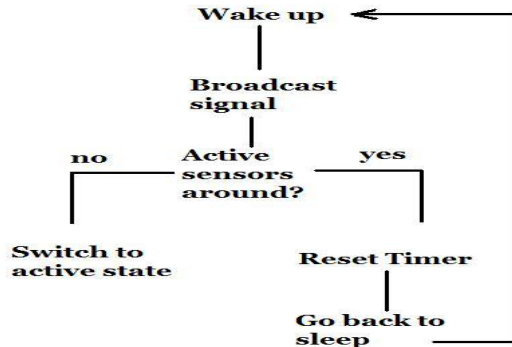 Wake up
Broadcast
signal
no
Active
sensors
around?
yes
Switch to
active state
Reset Timer
Go back to
sleep